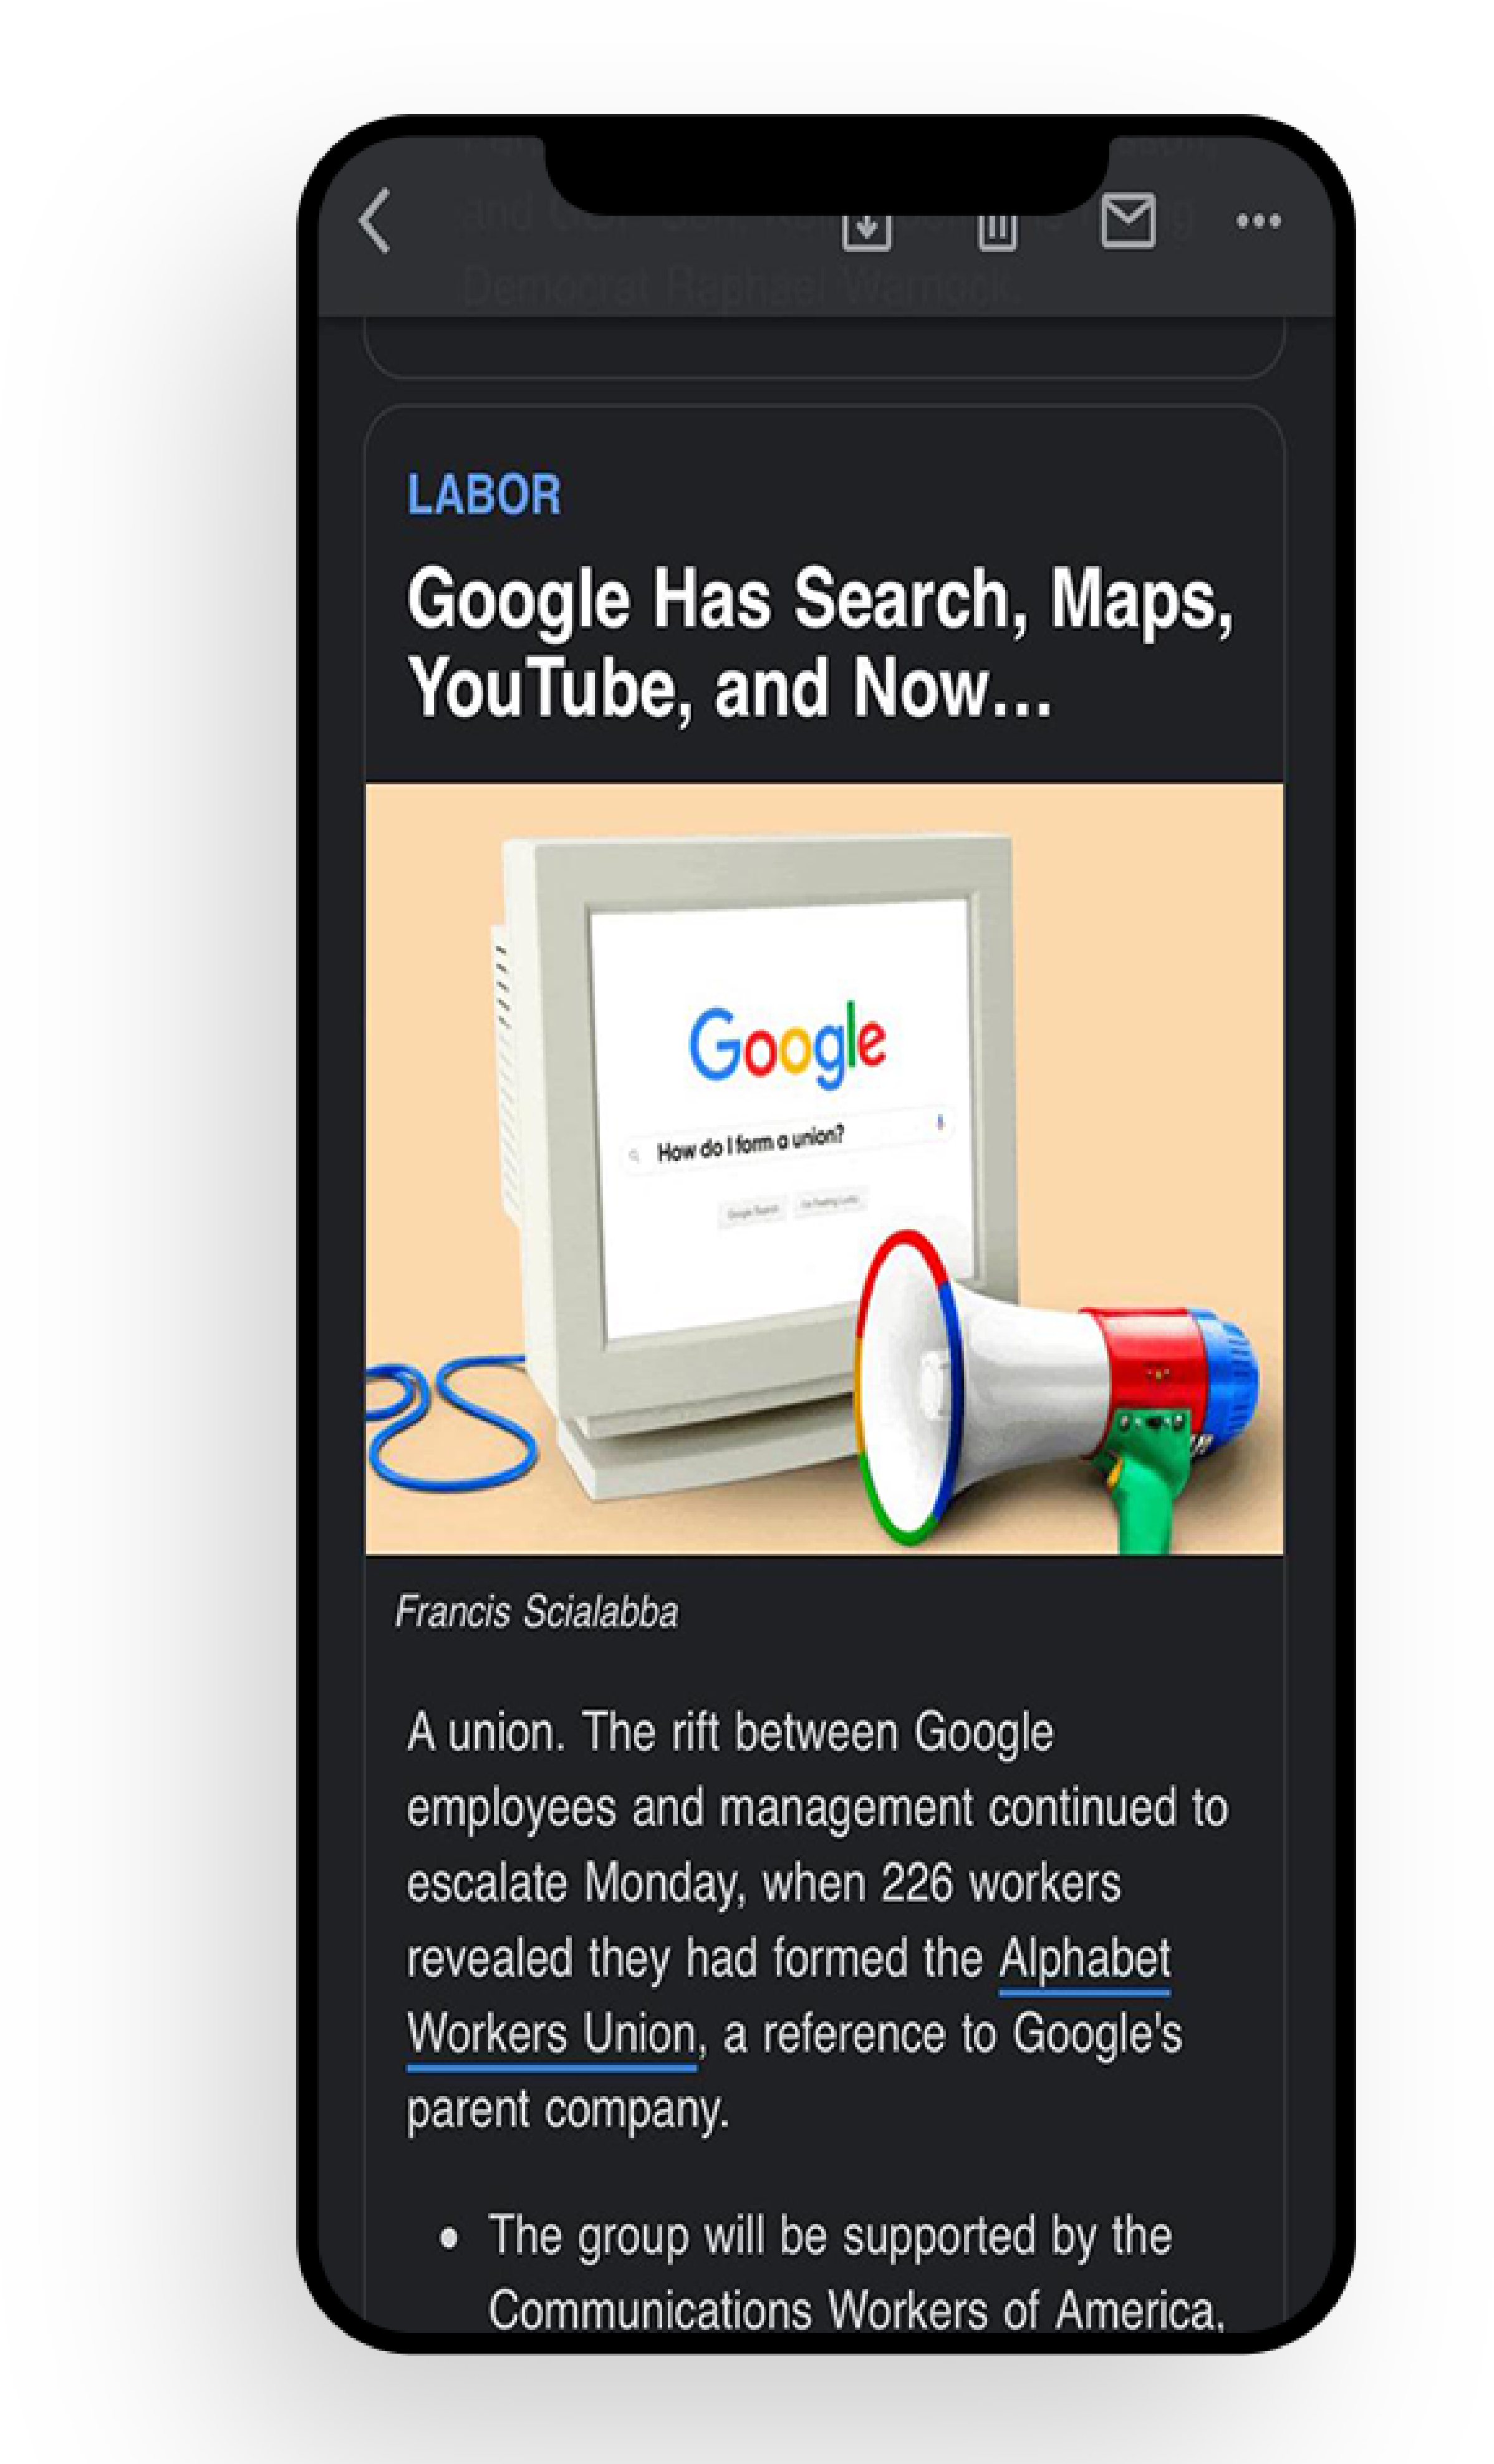 Democrat Raphael Warnock.
LABOR
Google Has Search, Maps,
YouTube, and Now...
Google
How do I form a union?
Google Search I'm Feeling Lucky
Francis Scialabba
A union. The rift between Google
employees and management continued to
escalate Monday, when 226 workers
revealed they had formed the Alphabet
Workers Union, a reference to Google's
parent company.
• The group will be supported by the
Communications Workers of America,